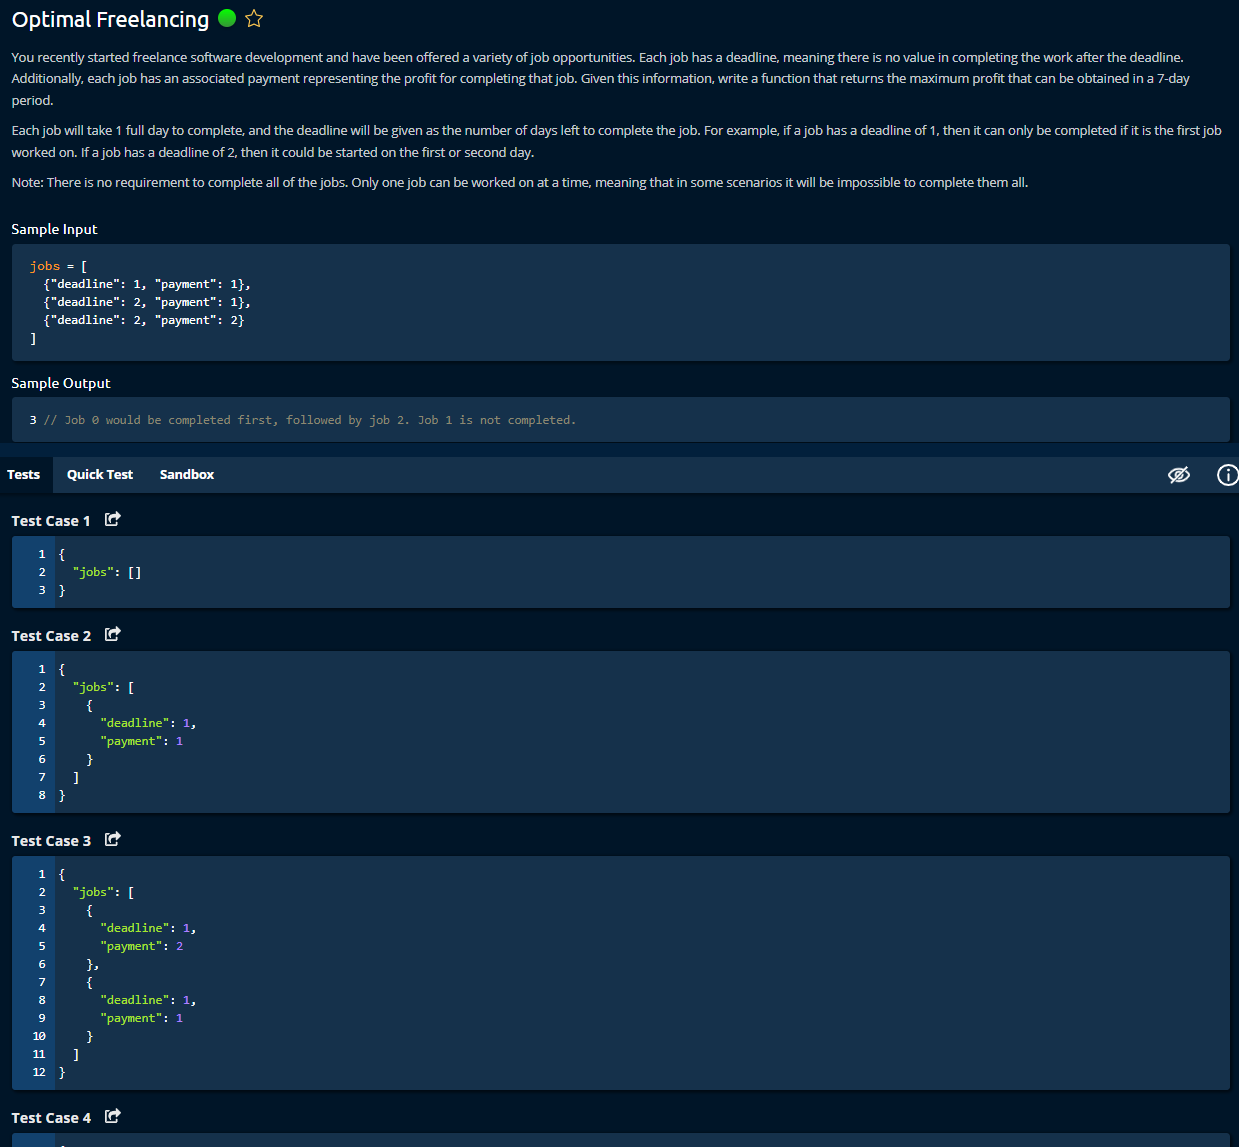 Optimal Freelancing
You recently started freelance software development and have been offered a variety of job opportunities. Each job has a deadline, meaning there is no value in completing the work after the deadline.
Additionally, each job has an associated payment representing the profit for completing that job. Given this information, write a function that returns the maximum profit that can be obtained in a 7-day
period.
Each job will take 1 full day to complete, and the deadline will be given as the number of days left to complete the job. For example, if a job has a deadline of 1, then it can only be completed if it is the first job
worked on. If a job has a deadline of 2, then it could be started on the first or second day.
Note: There is no requirement to complete all of the jobs. Only one job can be worked on at a time, meaning that in some scenarios it will be impossible to complete them all.
Sample Input
jobs = [
{"deadline": 1, "payment": 1},
{"deadline": 2, "payment": 1},
{"deadline": 2, "payment": 2}
]
Sample Output
3 // Job 0 would be completed first, followed by job 2. Job 1 is not completed.
Tests Quick Test Sandbox
Test Case 1
1 {
2 "jobs": []
3 }
Test Case 2
1 {
2 "jobs": [
3 {
4 "deadline": 1,
5 "payment": 1
6 }
7 ]
8 }
Test Case 3
1 {
2 "jobs": [
3 {
4 "deadline": 1,
5 "payment": 2
6 },
7 {
8 "deadline": 1,
9 "payment": 1
10 }
11 ]
12 }
Test Case 4